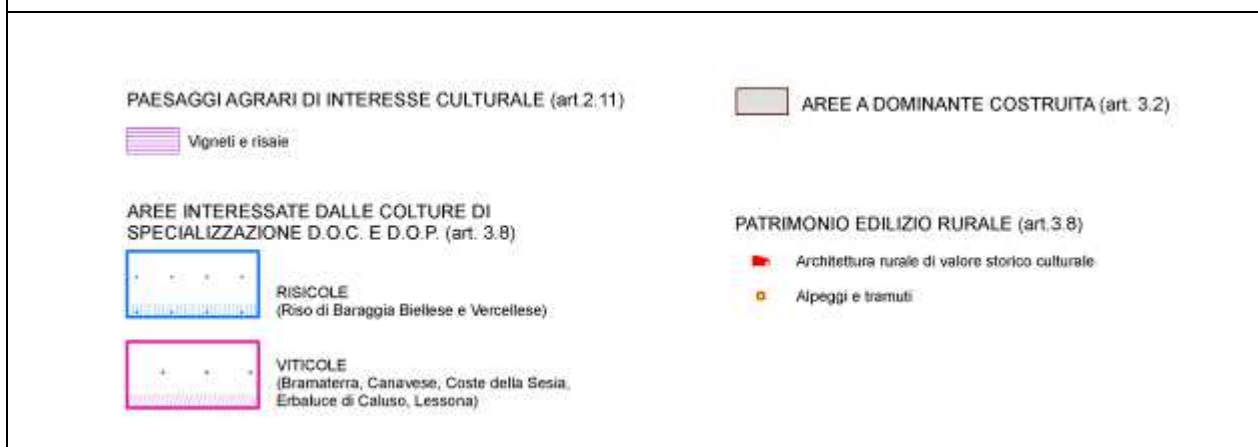 PAESAGGI AGRARI DI INTERESSE CULTURALE (art.2.11)
Vigneti e risaie
AREE INTERESSATE DALLE COLTURE DI
SPECIALIZZAZIONE D.O.C. E D.O.P. (art. 3.8)
RISICOLE
(Riso di Baraggia Biellese e Vercellese)
VITICOLE
(Bramaterra, Canavese, Coste della Sesia,
Erbaluce di Caluso, Lessona)
AREE A DOMINANTE COSTRUITA (art. 3.2)
PATRIMONIO EDILIZIO RURALE (art.3.8)
Architettura rurale di valore storico culturale
Alpeggi e tramuti